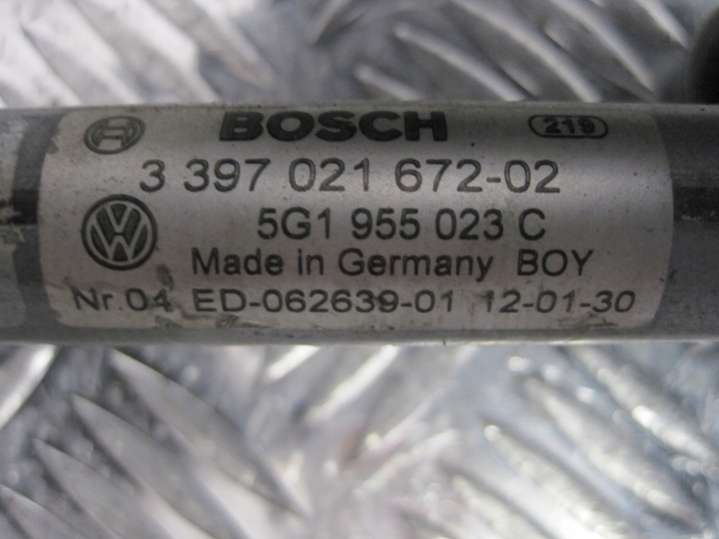 BOSCH 219
3 397 021 672-02
5G1 955 023 C
Made in Germany BOY
Nr.04 ED-062639-01 12-01-30